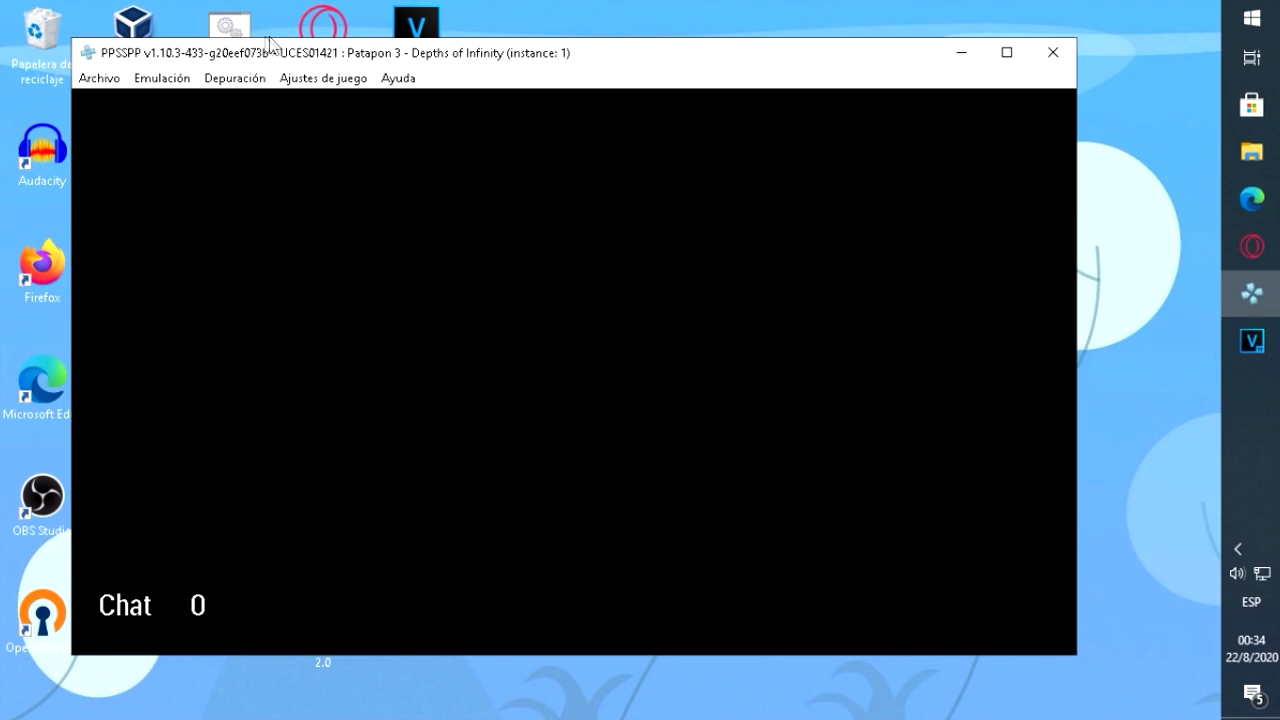 Papelera de
reciclaje
PPSSPP v1.10.3-433-g20eef073b - UCES01421 : Patapon 3 - Depths of Infinity (instance: 1)
Archivo Emulación Depuración Ajustes de juego Ayuda
Audacity
Firefox
Microsoft Ed
OBS Studio
Chat 0
2.0
ESP
00:34
22/8/2020
5